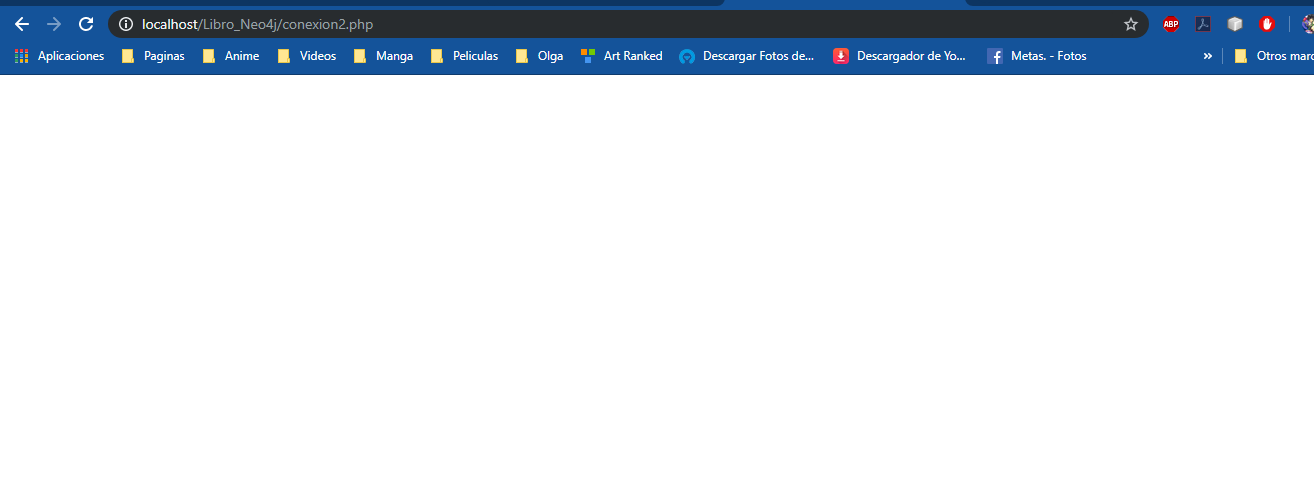 localhost/Libro_Neo4j/conexion2.php
ABP
Aplicaciones Paginas Anime Videos Manga Peliculas Olga Art Ranked Descargar Fotos de... Descargador de Yo... Metas. - Fotos » Otros marc